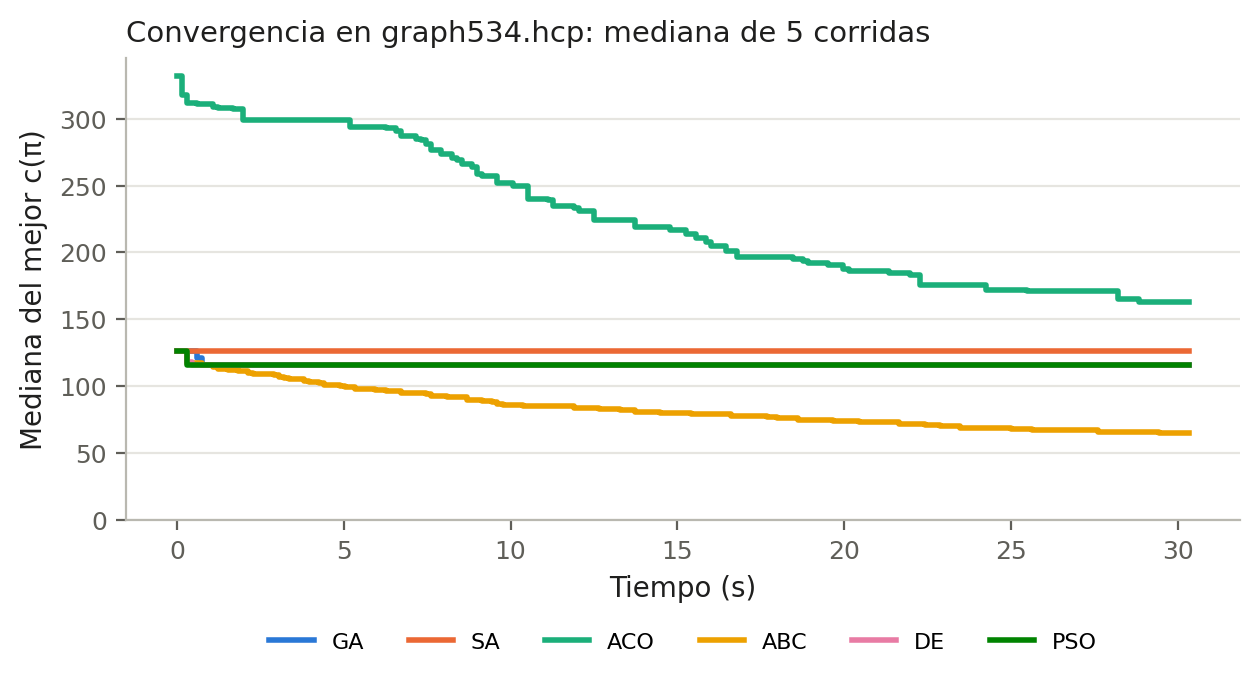 Convergencia en graph534.hcp: mediana de 5 corridas
Mediana del mejor c(π)
300
250
200
150
100
50
0
0 5 10 15 20 25 30
Tiempo (s)
GA SA ACO ABC DE PSO